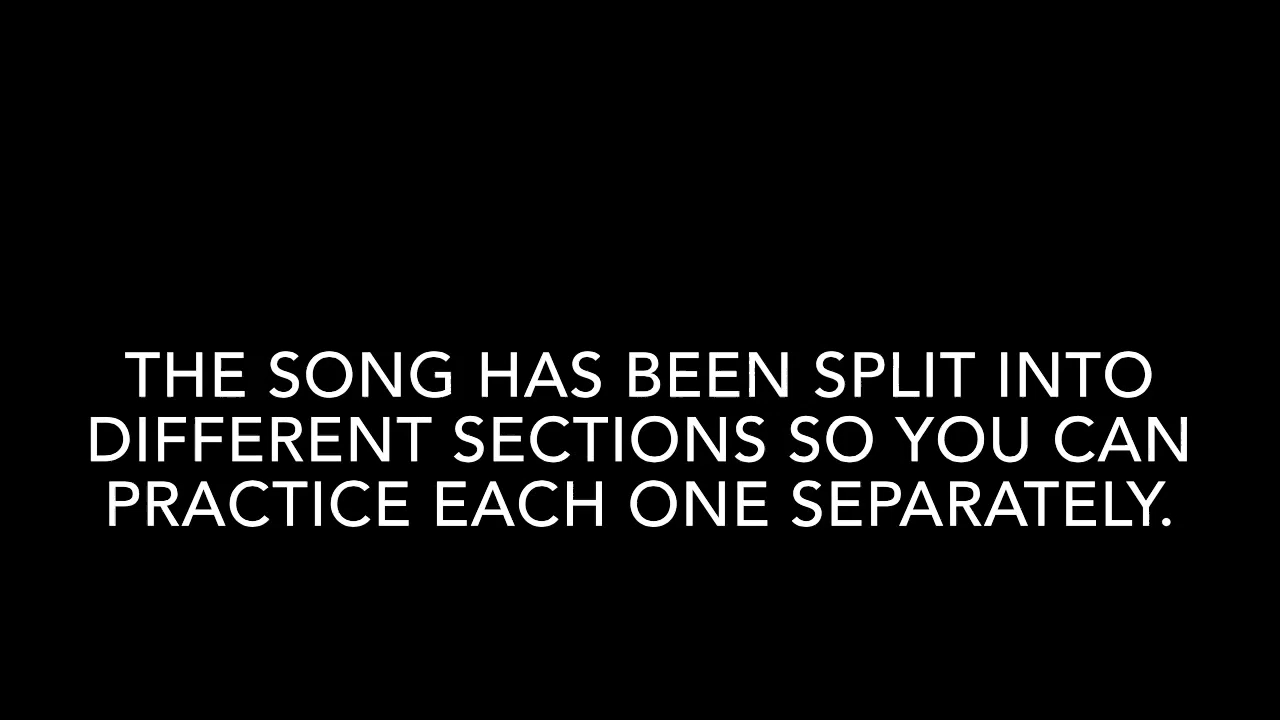 THE SONG HAS BEEN SPLIT INTO
DIFFERENT SECTIONS SO YOU CAN
PRACTICE EACH ONE SEPARATELY.